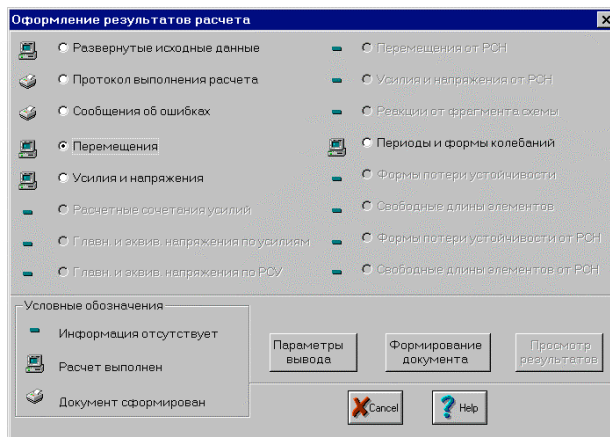 Оформление результатов расчета
Развернутые исходные данные
Протокол выполнения расчета
Сообщения об ошибках
Перемещения
Усилия и напряжения
Расчетные сочетания усилий
Главн. и эквив. напряжения по усилиям
Главн. и эквив. напряжения по РСУ
Перемещения от РСН
Усилия и напряжения от РСН
Реакции от фрагмента схемы
Периоды и формы колебаний
Формы потери устойчивости
Свободные длины элементов
Формы потери устойчивости от РСН
Свободные длины элементов от РСН
Условные обозначения
Информация отсутствует
Расчет выполнен
Документ сформирован
Параметры
вывода
Формирование
документа
Просмотр
результатов
Cancel
Help